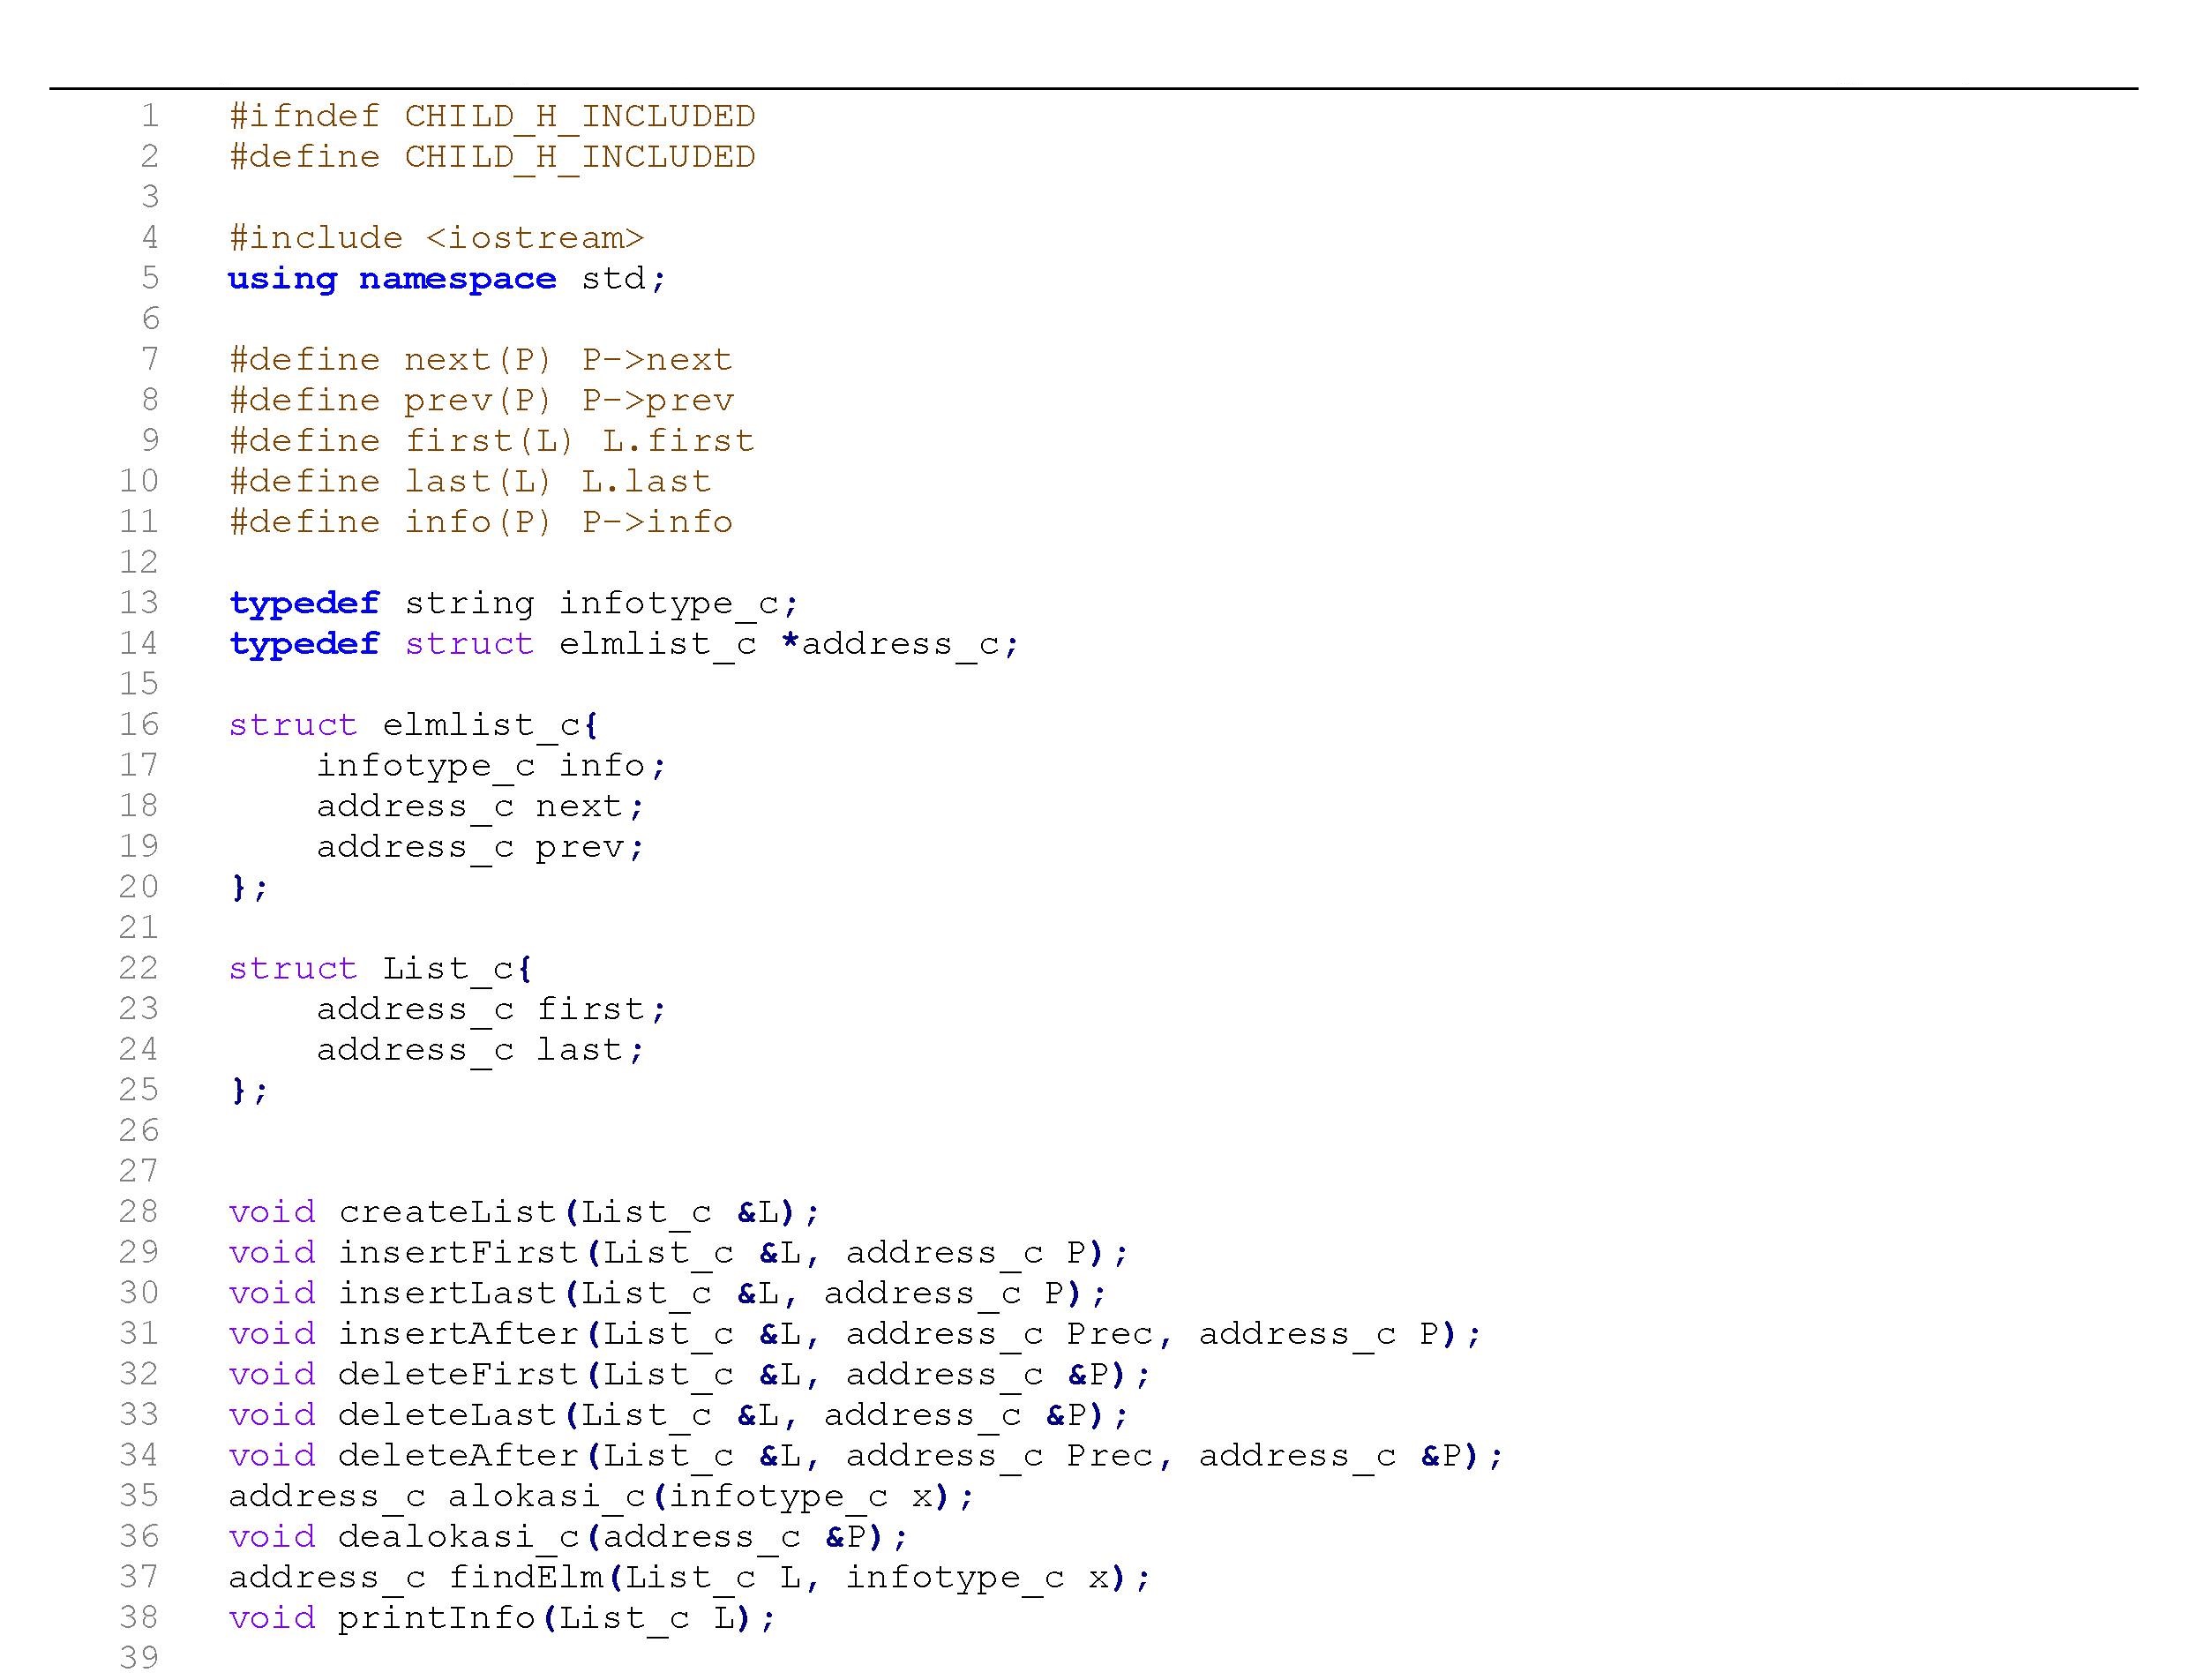 1 #ifndef CHILD_H_INCLUDED
2 #define CHILD_H_INCLUDED
3
4 #include <iostream>
5 using namespace std;
6
7 #define next(P) P->next
8 #define prev(P) P->prev
9 #define first(L) L.first
10 #define last(L) L.last
11 #define info(P) P->info
12
13 typedef string infotype_c;
14 typedef struct elmlist_c *address_c;
15
16 struct elmlist_c{
17     infotype_c info;
18     address_c next;
19     address_c prev;
20 };
21
22 struct List_c{
23     address_c first;
24     address_c last;
25 };
26
27
28 void createList(List_c &L);
29 void insertFirst(List_c &L, address_c P);
30 void insertLast(List_c &L, address_c P);
31 void insertAfter(List_c &L, address_c Prec, address_c P);
32 void deleteFirst(List_c &L, address_c &P);
33 void deleteLast(List_c &L, address_c &P);
34 void deleteAfter(List_c &L, address_c Prec, address_c &P);
35 address_c alokasi_c(infotype_c x);
36 void dealokasi_c(address_c &P);
37 address_c findElm(List_c L, infotype_c x);
38 void printInfo(List_c L);
39